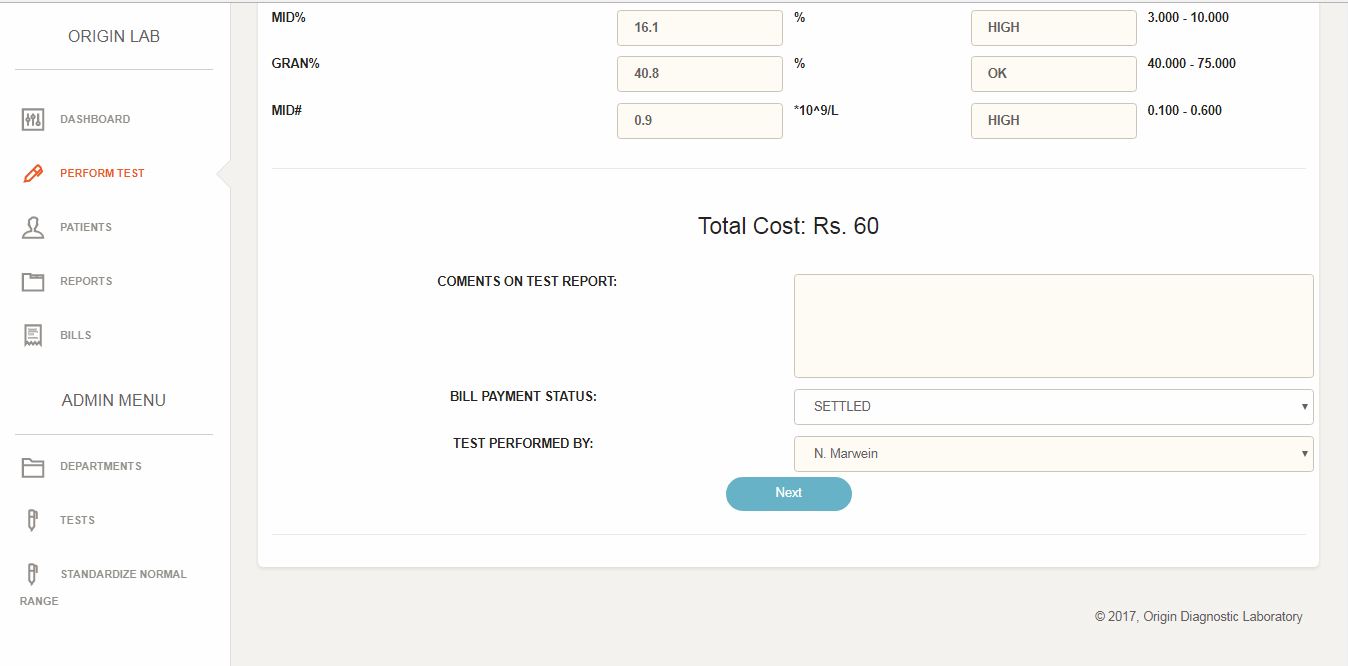 ORIGIN LAB
DASHBOARD
PERFORM TEST
PATIENTS
REPORTS
BILLS
ADMIN MENU
DEPARTMENTS
TESTS
STANDARDIZE NORMAL
RANGE
MID% 16.1 % HIGH 3.000 - 10.000
GRAN% 40.8 % OK 40.000 - 75.000
MID# 0.9 *10^9/L HIGH 0.100 - 0.600
Total Cost: Rs. 60
COMENTS ON TEST REPORT:
BILL PAYMENT STATUS: SETTLED
TEST PERFORMED BY: N. Marwein
Next
© 2017, Origin Diagnostic Laboratory